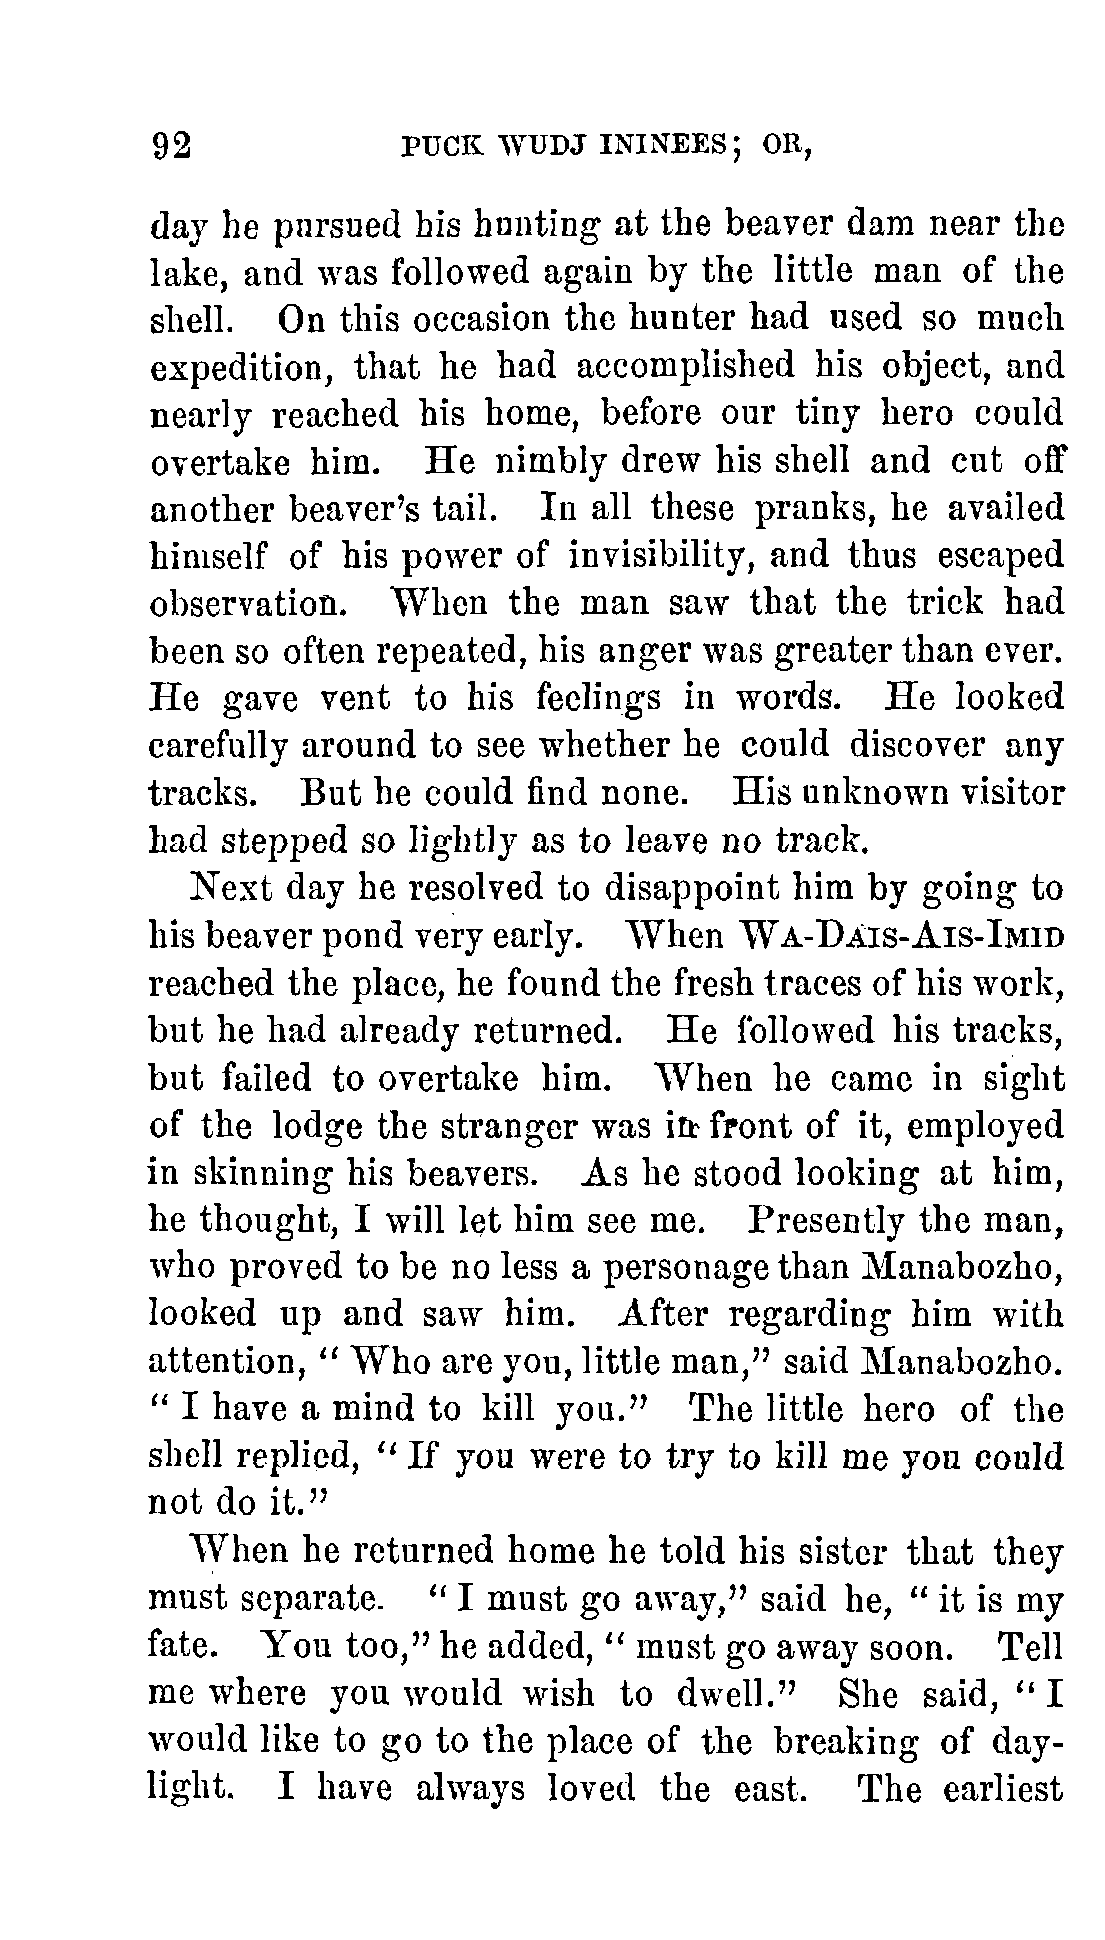 92 PUCK WUDJ ININEES; OR,
day he pursued his hunting at the beaver dam near the
lake, and was followed again by the little man of the
shell. On this occasion the hunter had used so much
expedition, that he had accomplished his object, and
nearly reached his home, before our tiny hero could
overtake him. He nimbly drew his shell and cut off
another beaver's tail. In all these pranks, he availed
himself of his power of invisibility, and thus escaped
observation. When the man saw that the trick had
been so often repeated, his anger was greater than ever.
He gave vent to his feelings in words. He looked
carefully around to see whether he could discover any
tracks. But he could find none. His unknown visitor
had stepped so lightly as to leave no track.
Next day he resolved to disappoint him by going to
his beaver pond very early. When WA-DAIS-AIS-IMID
reached the place, he found the fresh traces of his work,
but he had already returned. He followed his tracks,
but failed to overtake him. When he came in sight
of the lodge the stranger was in front of it, employed
in skinning his beavers. As he stood looking at him,
he thought, I will let him see me. Presently the man,
who proved to be no less a personage than Manabozho,
looked up and saw him. After regarding him with
attention, "Who are you, little man," said Manabozho.
"I have a mind to kill you." The little hero of the
shell replied, "If you were to try to kill me you could
not do it."
When he returned home he told his sister that they
must separate. "I must go away," said he, "it is my
fate. You too," he added, "must go away soon. Tell
me where you would wish to dwell." She said, "I
would like to go to the place of the breaking of day-
light. I have always loved the east. The earliest